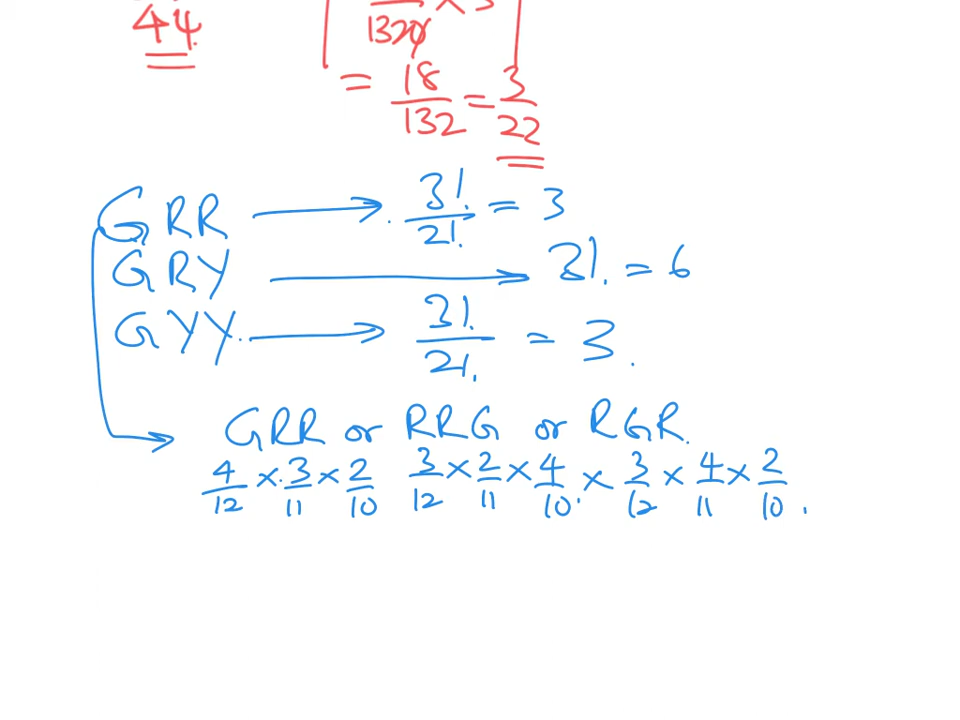 44.
1320 × 3
= 18/132 = 3/22
GRR → 3!/2! = 3
GRY → 3! = 6
GYY. → 3!/2! = 3.
GRR or RRG or RGR.
4/12 × 3/11 × 2/10 3/12 × 2/11 × 4/10. × 3/12 × 4/11 × 2/10.